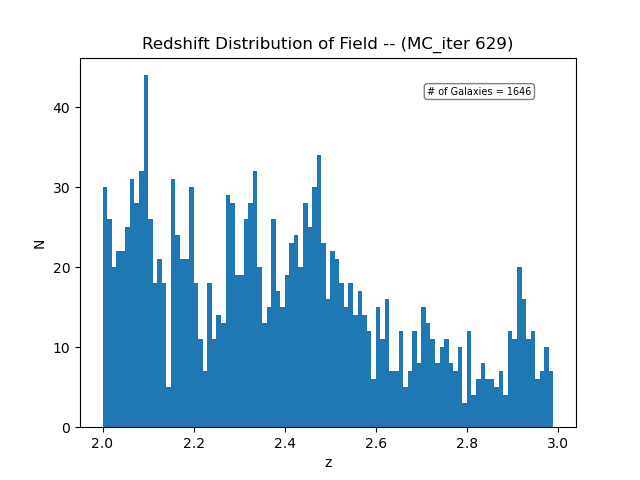 Redshift Distribution of Field -- (MC_iter 629)
# of Galaxies = 1646
N
40
30
20
10
0
2.0 2.2 2.4 2.6 2.8 3.0
z